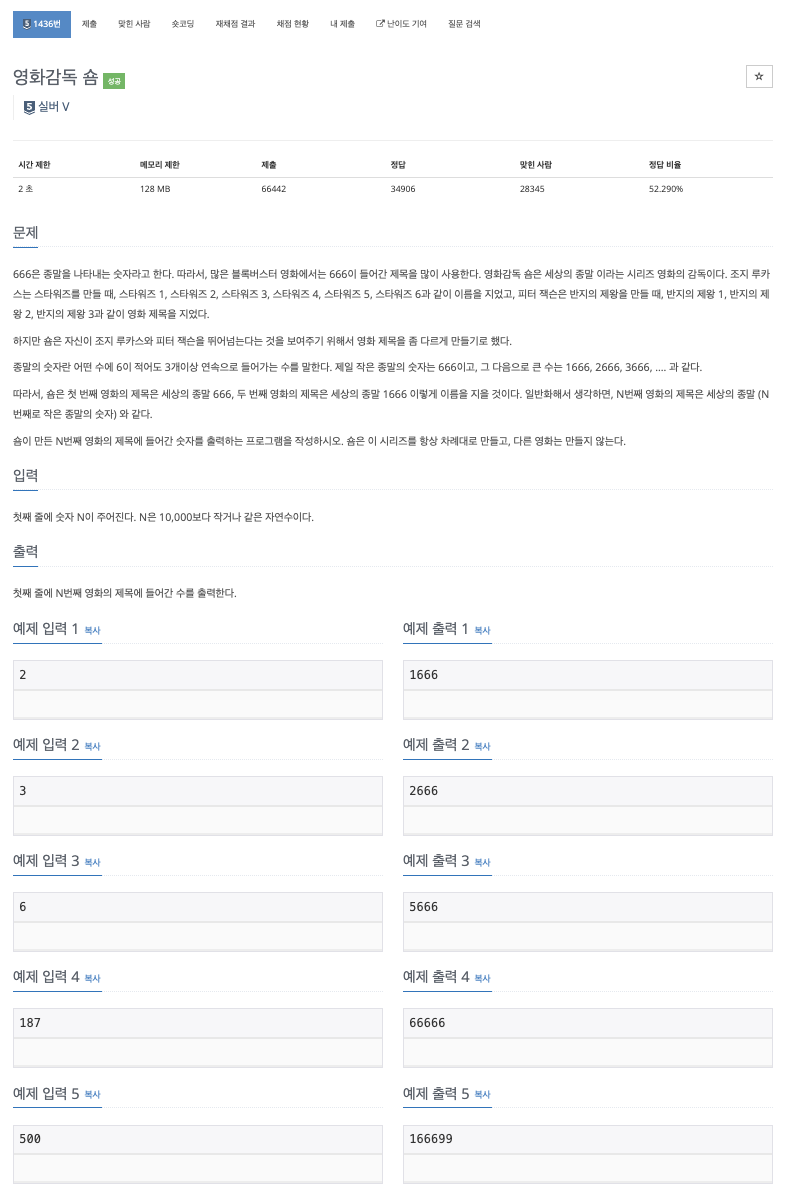 5 1436번 제출 맞힌 사람 숏코딩 재채점 결과 채점 현황 내 제출 난이도 기여 질문 검색
영화감독 숌 성공
5 실버 V
시간 제한 메모리 제한 제출 정답 맞힌 사람 정답 비율
2 초 128 MB 66442 34906 28345 52.290%
문제
666은 종말을 나타내는 숫자라고 한다. 따라서, 많은 블록버스터 영화에서는 666이 들어간 제목을 많이 사용한다. 영화감독 숌은 세상의 종말 이라는 시리즈 영화의 감독이다. 조지 루카
스는 스타워즈를 만들 때, 스타워즈 1, 스타워즈 2, 스타워즈 3, 스타워즈 4, 스타워즈 5, 스타워즈 6과 같이 이름을 지었고, 피터 잭슨은 반지의 제왕을 만들 때, 반지의 제왕 1, 반지의 제
왕 2, 반지의 제왕 3과 같이 영화 제목을 지었다.
하지만 숌은 자신이 조지 루카스와 피터 잭슨을 뛰어넘는다는 것을 보여주기 위해서 영화 제목을 좀 다르게 만들기로 했다.
종말의 숫자란 어떤 수에 6이 적어도 3개이상 연속으로 들어가는 수를 말한다. 제일 작은 종말의 숫자는 666이고, 그 다음으로 큰 수는 1666, 2666, 3666, .... 과 같다.
따라서, 숌은 첫 번째 영화의 제목은 세상의 종말 666, 두 번째 영화의 제목은 세상의 종말 1666 이렇게 이름을 지을 것이다. 일반화해서 생각하면, N번째 영화의 제목은 세상의 종말 (N
번째로 작은 종말의 숫자) 와 같다.
숌이 만든 N번째 영화의 제목에 들어간 숫자를 출력하는 프로그램을 작성하시오. 숌은 이 시리즈를 항상 차례대로 만들고, 다른 영화는 만들지 않는다.
입력
첫째 줄에 숫자 N이 주어진다. N은 10,000보다 작거나 같은 자연수이다.
출력
첫째 줄에 N번째 영화의 제목에 들어간 수를 출력한다.
예제 입력 1 복사
2
예제 출력 1 복사
1666
예제 입력 2 복사
3
예제 출력 2 복사
2666
예제 입력 3 복사
6
예제 출력 3 복사
5666
예제 입력 4 복사
187
예제 출력 4 복사
66666
예제 입력 5 복사
500
예제 출력 5 복사
166699